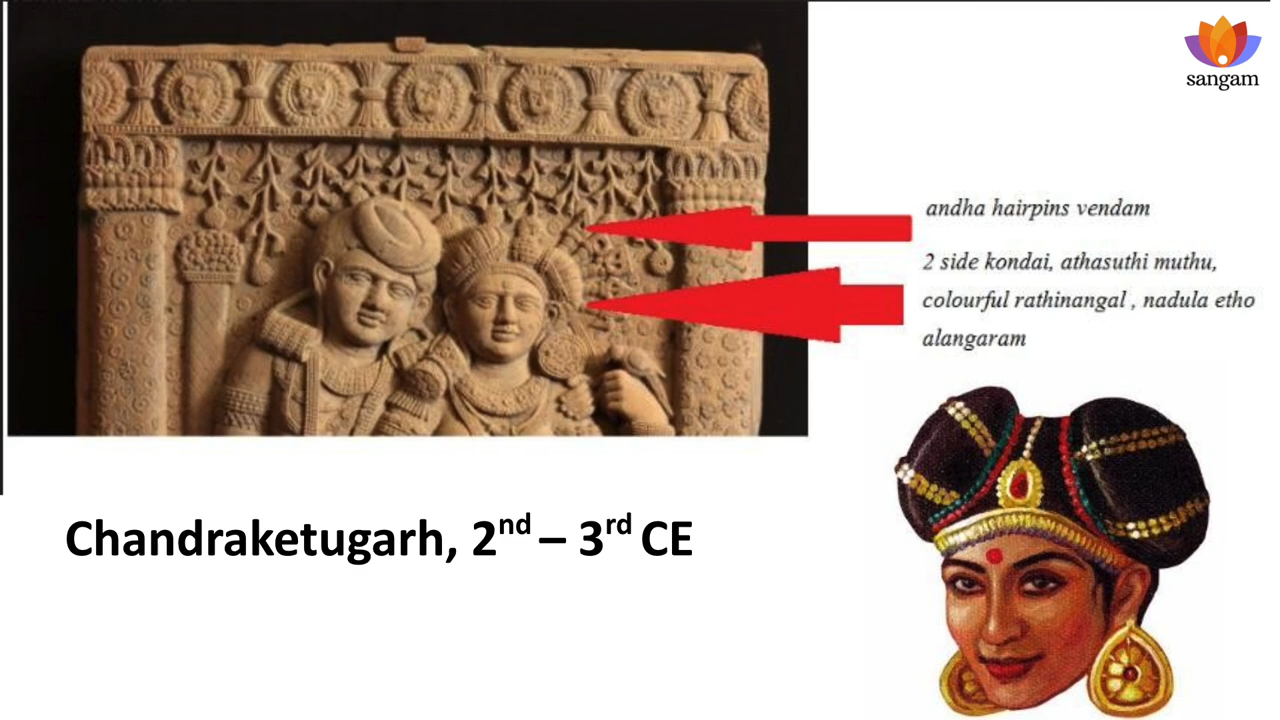 sangam
andha hairpins vendam
2 side kondai, athasuthi muthu,
colourful rathinangal , nadula etho
alangaram
Chandraketugarh, 2nd – 3rd CE